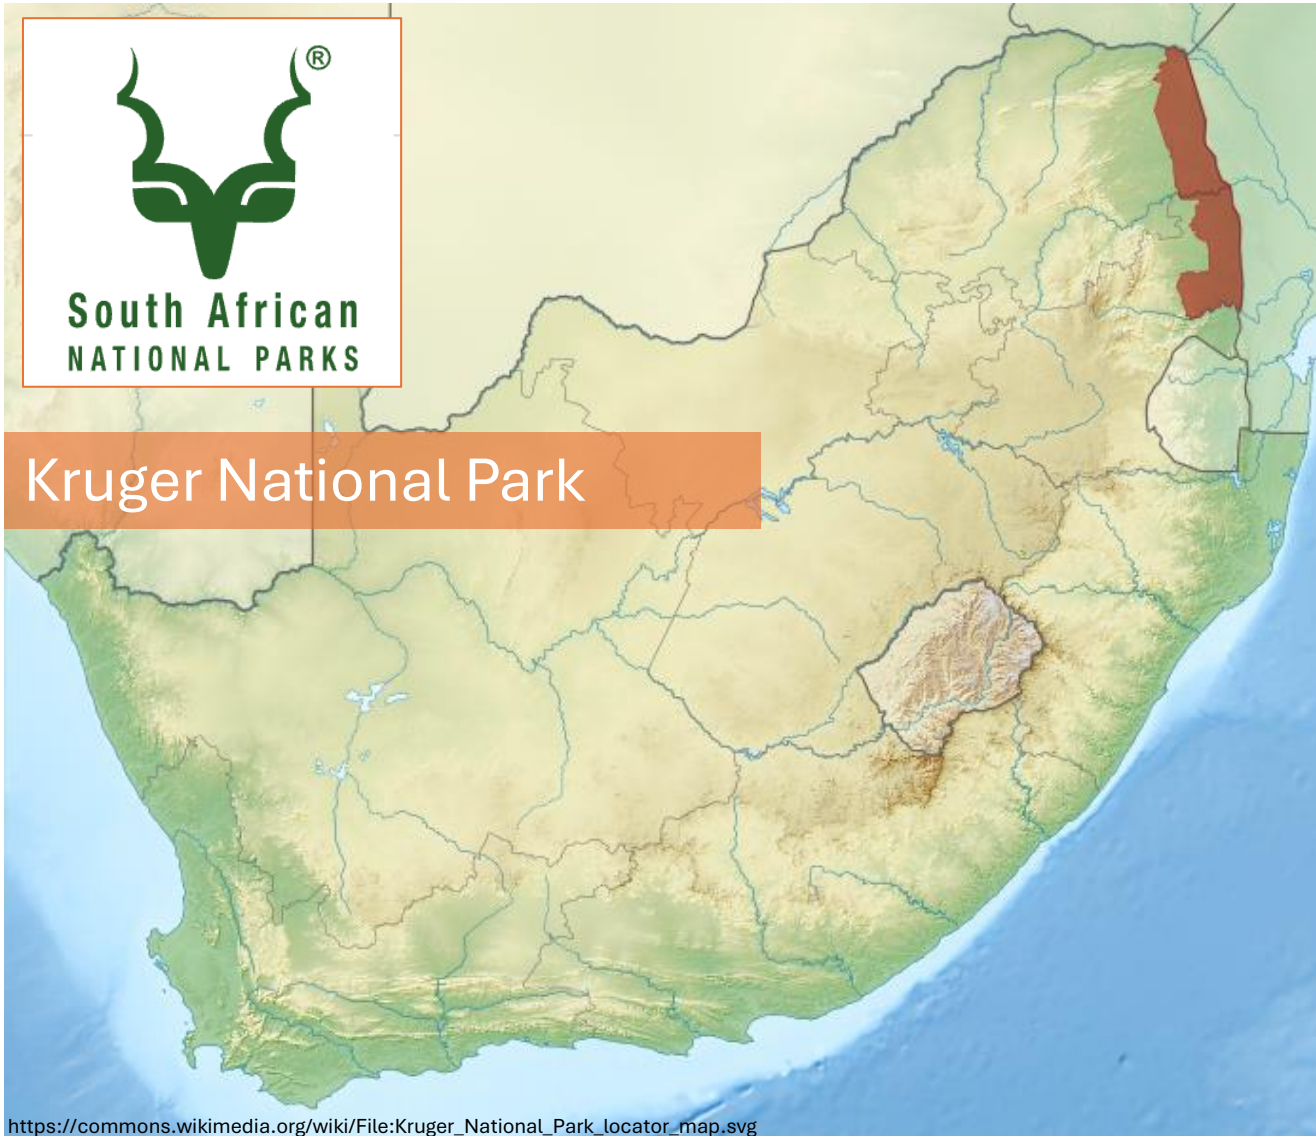 ®
South African
NATIONAL PARKS
Kruger National Park
https://commons.wikimedia.org/wiki/File:Kruger_National_Park_locator_map.svg